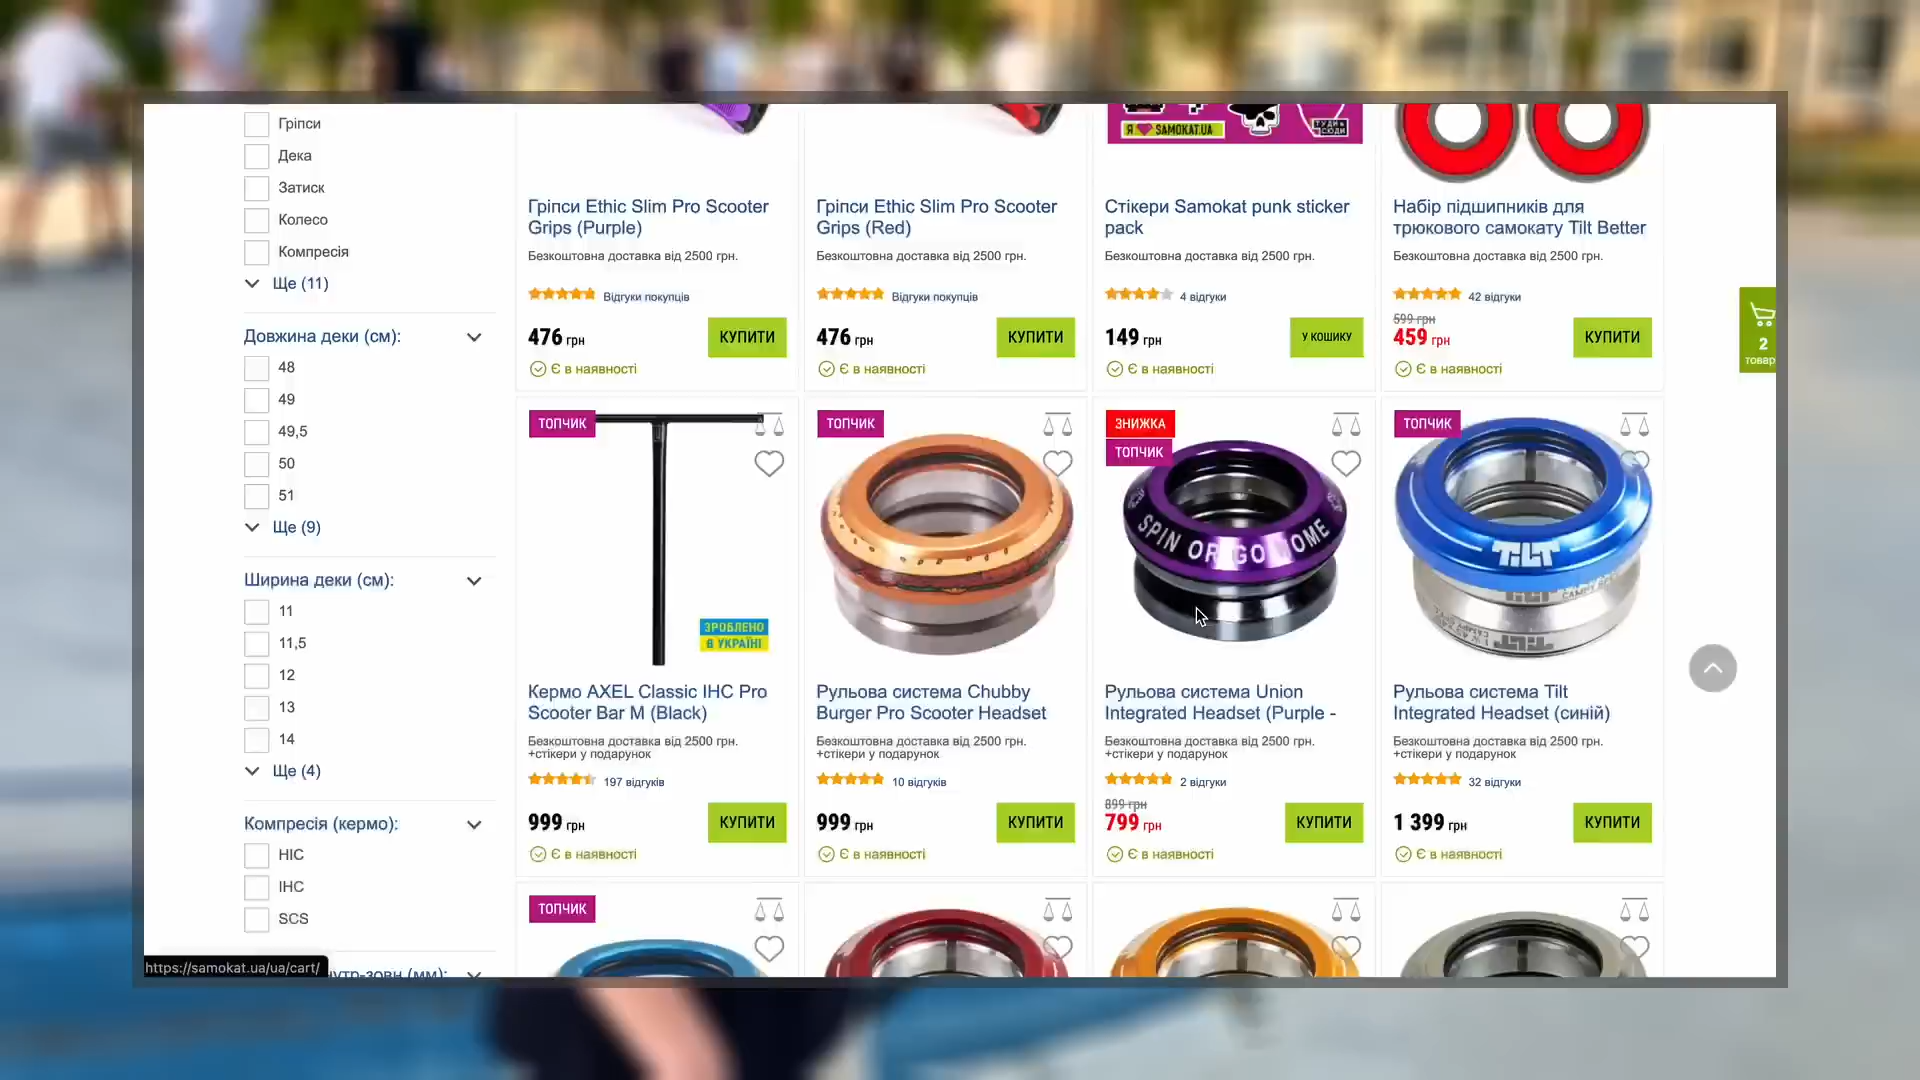 Гріпси
Дека
Затиск
Колесо
Компресія
Ще (11)
Довжина деки (см):
48
49
49,5
50
51
Ще (9)
Ширина деки (см):
11
11,5
12
13
14
Ще (4)
Компресія (кермо):
HIC
IHC
SCS
https://samokat.ua/ua/cart/
Гріпси Ethic Slim Pro Scooter
Grips (Purple)
Безкоштовна доставка від 2500 грн.
Відгуки покупців
476 грн
КУПИТИ
Є в наявності
Гріпси Ethic Slim Pro Scooter
Grips (Red)
Безкоштовна доставка від 2500 грн.
Відгуки покупців
476 грн
КУПИТИ
Є в наявності
Я SAMOKAT.UA
ТУДИ
СЮДИ
Стікери Samokat punk sticker
pack
Безкоштовна доставка від 2500 грн.
4 відгуки
149 грн
У КОШИКУ
Є в наявності
Набір підшипників для
трюкового самокату Tilt Better
Безкоштовна доставка від 2500 грн.
42 відгуки
599 грн
459 грн
КУПИТИ
Є в наявності
2
товар
ТОПЧИК
ЗРОБЛЕНО
В УКРАЇНІ
Кермо AXEL Classic IHC Pro
Scooter Bar M (Black)
Безкоштовна доставка від 2500 грн.
+стікери у подарунок
197 відгуків
999 грн
КУПИТИ
Є в наявності
ТОПЧИК
Рульова система Chubby
Burger Pro Scooter Headset
Безкоштовна доставка від 2500 грн.
+стікери у подарунок
10 відгуків
999 грн
КУПИТИ
Є в наявності
ЗНИЖКА
ТОПЧИК
SPIN OR GO HOME
Рульова система Union
Integrated Headset (Purple -
Безкоштовна доставка від 2500 грн.
+стікери у подарунок
2 відгуки
899 грн
799 грн
КУПИТИ
Є в наявності
ТОПЧИК
TILT
Рульова система Tilt
Integrated Headset (синій)
Безкоштовна доставка від 2500 грн.
+стікери у подарунок
32 відгуки
1 399 грн
КУПИТИ
Є в наявності
ТОПЧИК